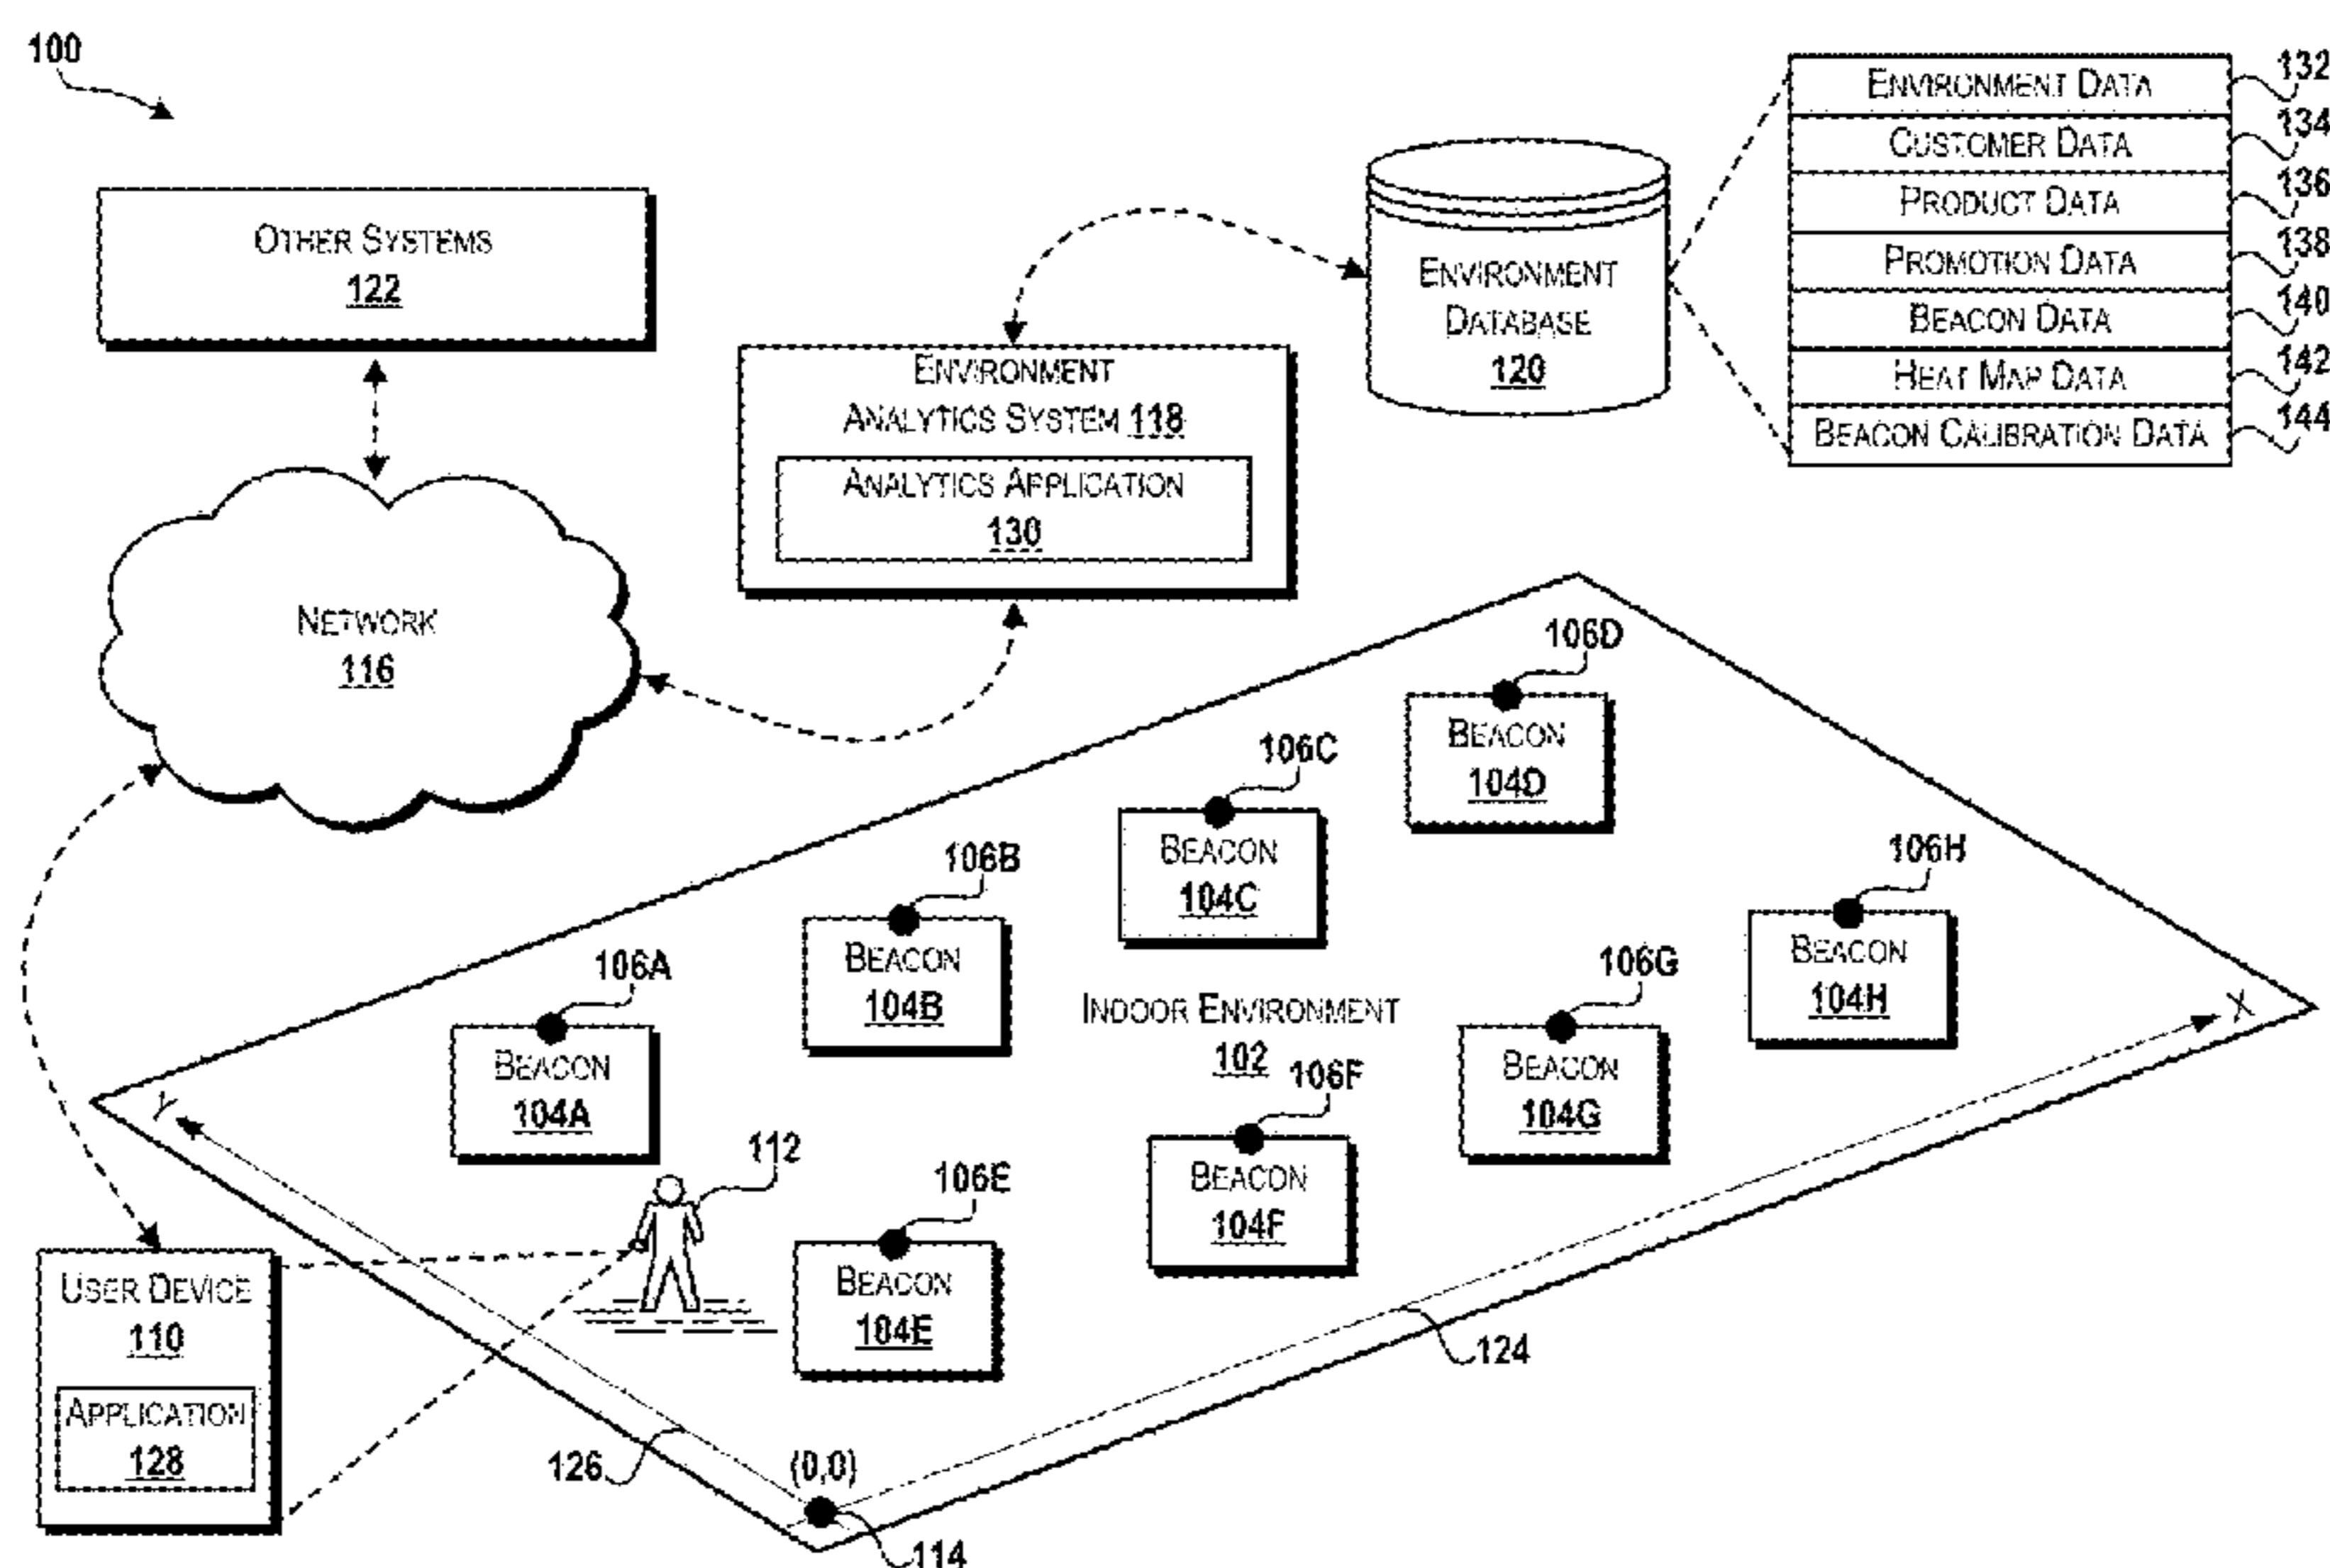 100
OTHER SYSTEMS
122
NETWORK
116
ENVIRONMENT
ANALYTICS SYSTEM 118
ANALYTICS APPLICATION
130
ENVIRONMENT
DATABASE
120
ENVIRONMENT DATA 132
CUSTOMER DATA 134
PRODUCT DATA 136
PROMOTION DATA 138
BEACON DATA 140
HEAT MAP DATA 142
BEACON CALIBRATION DATA 144
106D
BEACON
104D
106C
BEACON
104C
106B
BEACON
104B
106A
BEACON
104A
106H
BEACON
104H
106G
BEACON
104G
INDOOR ENVIRONMENT
102
106F
BEACON
104F
106E
BEACON
104E
112
X
Y
USER DEVICE
110
APPLICATION
128
124
126
(0,0)
114